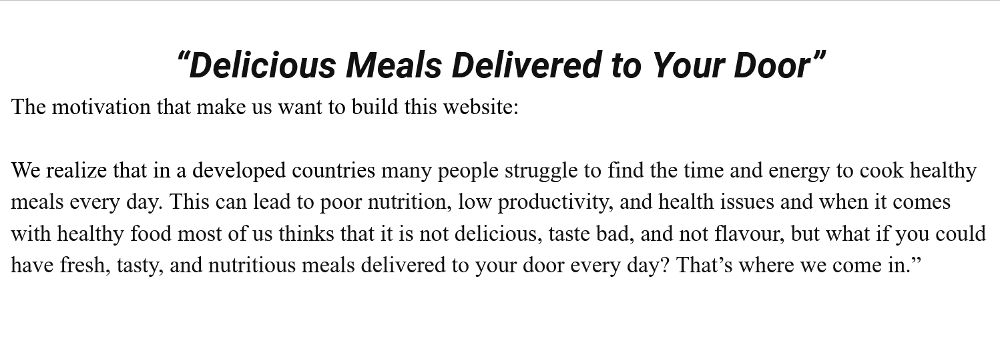 “Delicious Meals Delivered to Your Door”
The motivation that make us want to build this website:
We realize that in a developed countries many people struggle to find the time and energy to cook healthy
meals every day. This can lead to poor nutrition, low productivity, and health issues and when it comes
with healthy food most of us thinks that it is not delicious, taste bad, and not flavour, but what if you could
have fresh, tasty, and nutritious meals delivered to your door every day? That’s where we come in.”